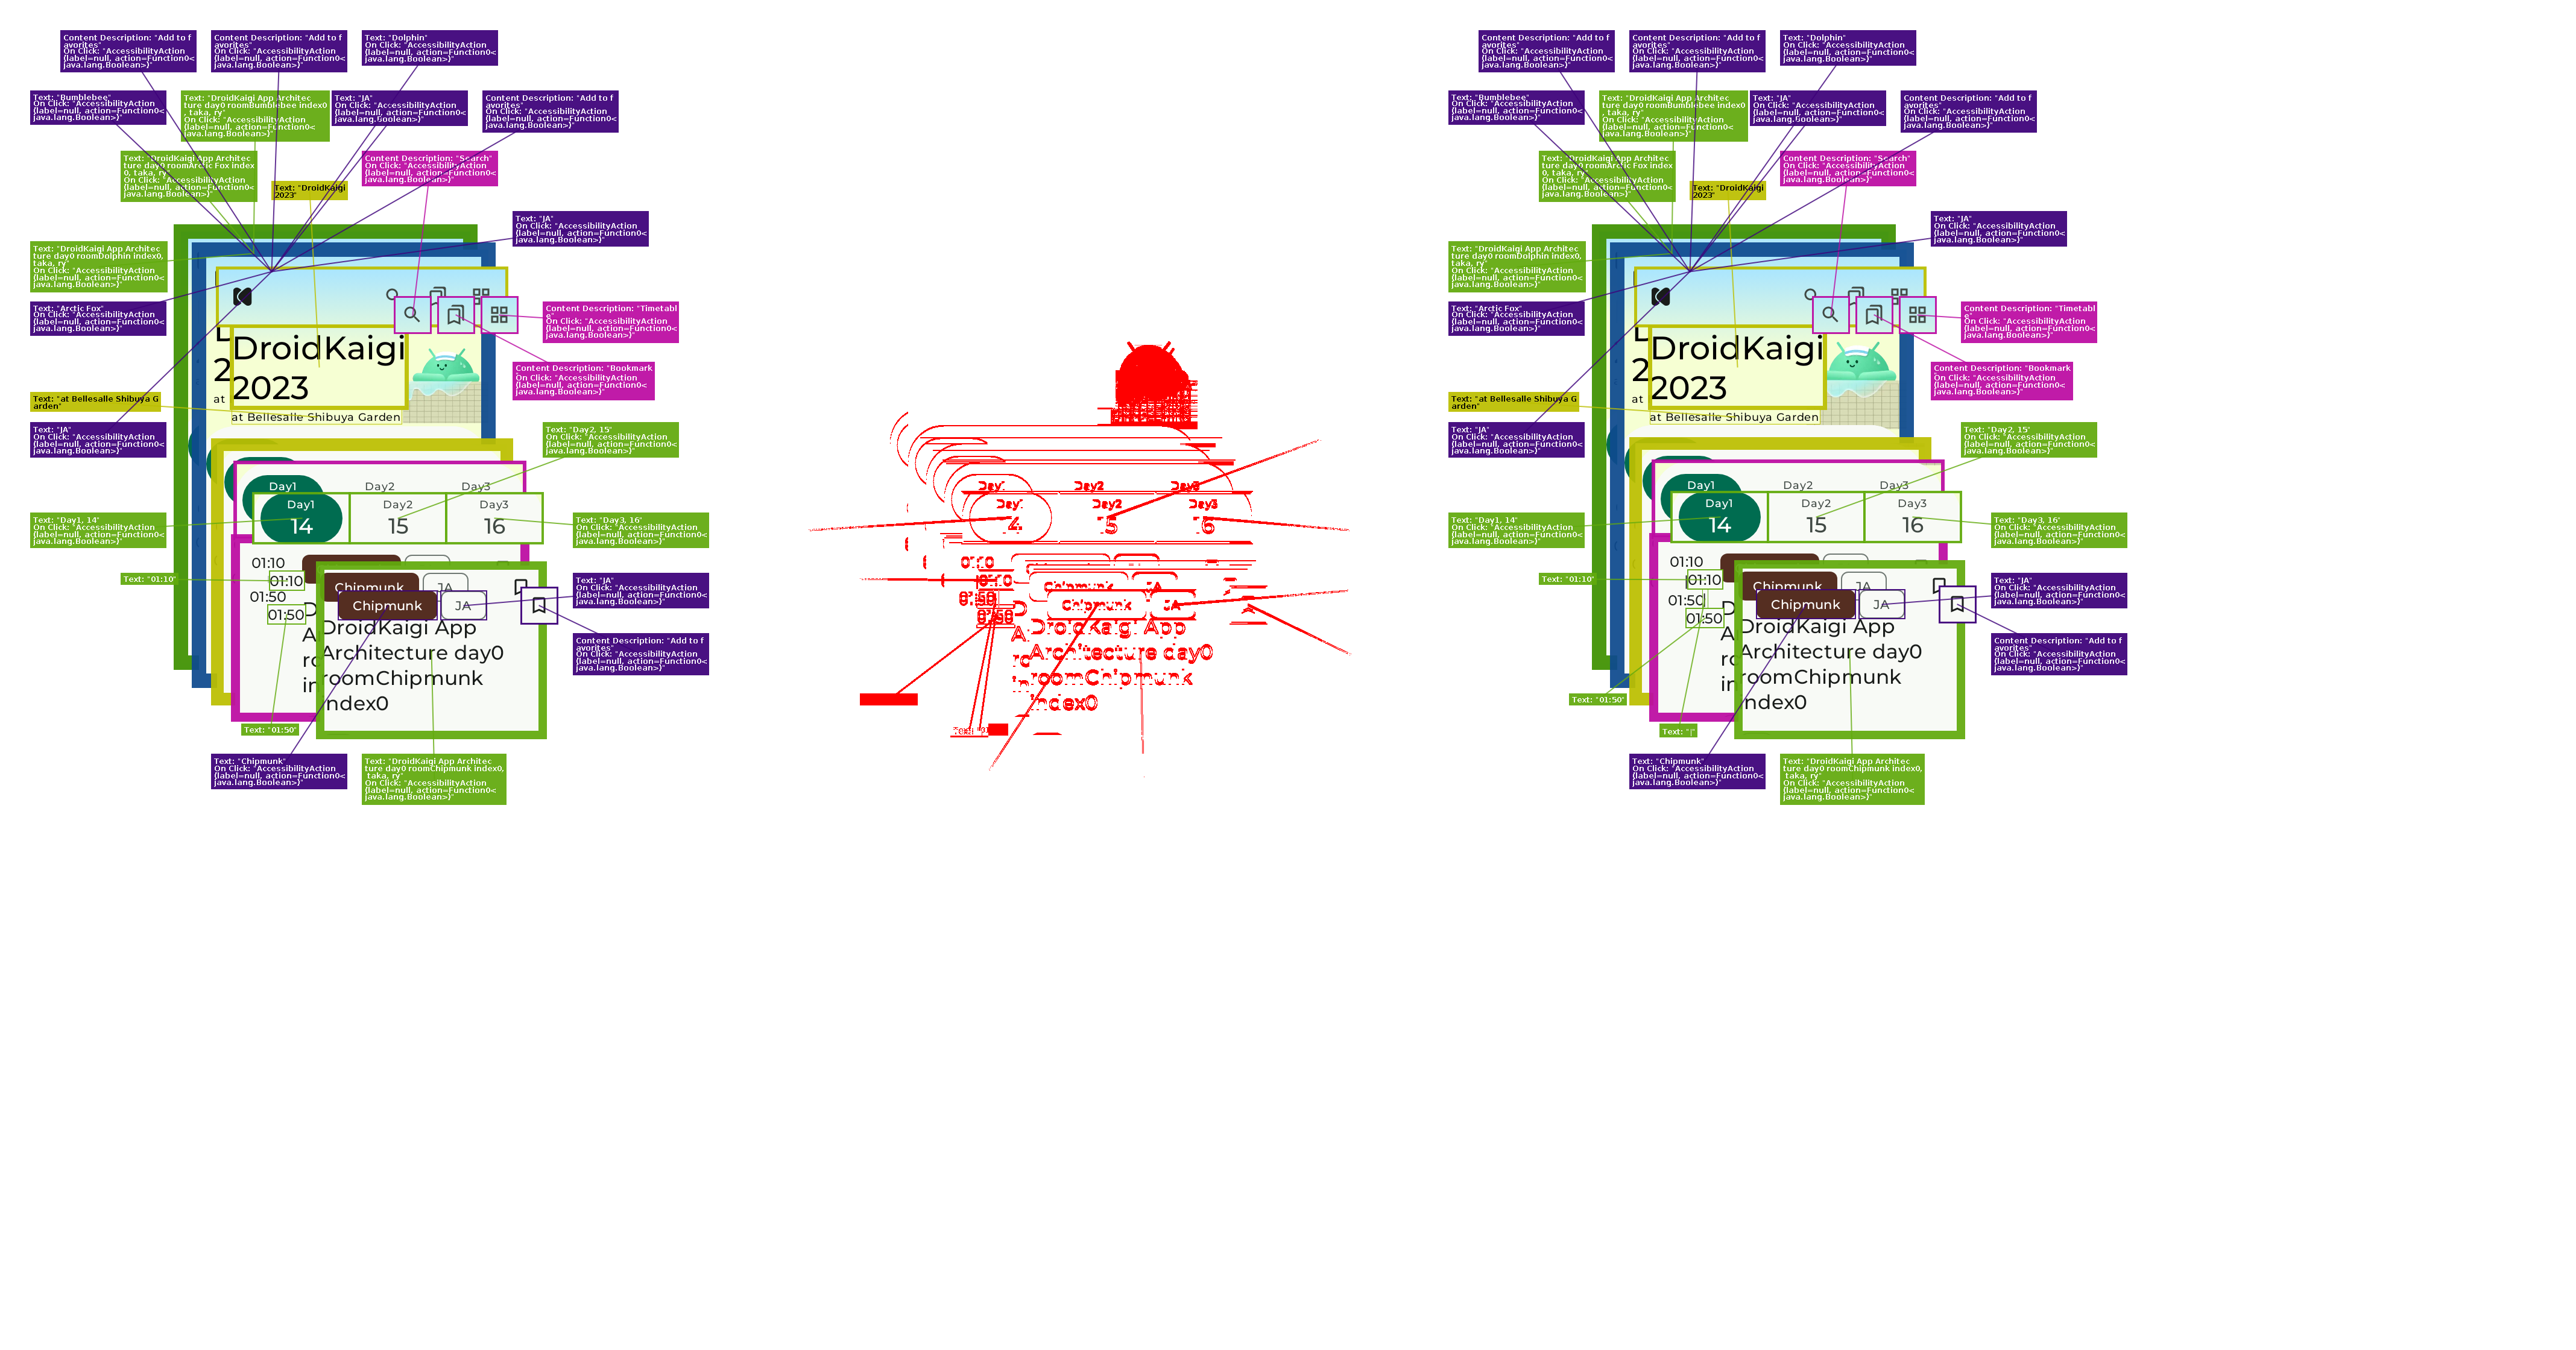 Content Description: "Add to f
avorites"
On Click: "AccessibilityAction
(label=null, action=Function0<
java.lang.Boolean>)"
Content Description: "Add to f
avorites"
On Click: "AccessibilityAction
(label=null, action=Function0<
java.lang.Boolean>)"
Text: "Dolphin"
On Click: "AccessibilityAction
(label=null, action=Function0<
java.lang.Boolean>)"
Text: "Bumblebee"
On Click: "AccessibilityAction
(label=null, action=Function0<
java.lang.Boolean>)"
Text: "DroidKaigi App Architec
ture day0 roomBumblebee index0
, taka, ry"
On Click: "AccessibilityAction
(label=null, action=Function0<
java.lang.Boolean>)"
Text: "JA"
On Click: "AccessibilityAction
(label=null, action=Function0<
java.lang.Boolean>)"
Content Description: "Add to f
avorites"
On Click: "AccessibilityAction
(label=null, action=Function0<
java.lang.Boolean>)"
Text: "DroidKaigi App Architec
ture day0 roomArctic Fox index
0, taka, ry"
On Click: "AccessibilityAction
(label=null, action=Function0<
java.lang.Boolean>)"
Text: "DroidKaigi
2023"
Content Description: "Search"
On Click: "AccessibilityAction
(label=null, action=Function0<
java.lang.Boolean>)"
Text: "JA"
On Click: "AccessibilityAction
(label=null, action=Function0<
java.lang.Boolean>)"
Text: "DroidKaigi App Architec
ture day0 roomDolphin index0,
taka, ry"
On Click: "AccessibilityAction
(label=null, action=Function0<
java.lang.Boolean>)"
Text: "Arctic Fox"
On Click: "AccessibilityAction
(label=null, action=Function0<
java.lang.Boolean>)"
Content Description: "Timetabl
e"
On Click: "AccessibilityAction
(label=null, action=Function0<
java.lang.Boolean>)"
DroidKaigi
2023
at
at Bellesalle Shibuya Garden
Content Description: "Bookmark
"
On Click: "AccessibilityAction
(label=null, action=Function0<
java.lang.Boolean>)"
Text: "at Bellesalle Shibuya G
arden"
Text: "JA"
On Click: "AccessibilityAction
(label=null, action=Function0<
java.lang.Boolean>)"
Text: "Day2, 15"
On Click: "AccessibilityAction
(label=null, action=Function0<
java.lang.Boolean>)"
Day1 Day2 Day3
Day1 Day2 Day3
14 15 16
Text: "Day1, 14"
On Click: "AccessibilityAction
(label=null, action=Function0<
java.lang.Boolean>)"
Text: "Day3, 16"
On Click: "AccessibilityAction
(label=null, action=Function0<
java.lang.Boolean>)"
01:10
Text: "01:10"
01:10
01:50
01:50
Chipmunk JA
Chipmunk JA
DroidKaigi App
Architecture day0
roomChipmunk
index0
Text: "JA"
On Click: "AccessibilityAction
(label=null, action=Function0<
java.lang.Boolean>)"
Content Description: "Add to f
avorites"
On Click: "AccessibilityAction
(label=null, action=Function0<
java.lang.Boolean>)"
Text: "01:50"
Text: "Chipmunk"
On Click: "AccessibilityAction
(label=null, action=Function0<
java.lang.Boolean>)"
Text: "DroidKaigi App Architec
ture day0 roomChipmunk index0,
taka, ry"
On Click: "AccessibilityAction
(label=null, action=Function0<
java.lang.Boolean>)"
Day1 Day2 Day3
Day2 Day3
01:10
Chipmunk JA
DroidKaigi App
Architecture day0
roomChipmunk
index0
Content Description: "Add to f
avorites"
On Click: "AccessibilityAction
(label=null, action=Function0<
java.lang.Boolean>)"
Content Description: "Add to f
avorites"
On Click: "AccessibilityAction
(label=null, action=Function0<
java.lang.Boolean>)"
Text: "Dolphin"
On Click: "AccessibilityAction
(label=null, action=Function0<
java.lang.Boolean>)"
Text: "Bumblebee"
On Click: "AccessibilityAction
(label=null, action=Function0<
java.lang.Boolean>)"
Text: "DroidKaigi App Architec
ture day0 roomBumblebee index0
, taka, ry"
On Click: "AccessibilityAction
(label=null, action=Function0<
java.lang.Boolean>)"
Text: "JA"
On Click: "AccessibilityAction
(label=null, action=Function0<
java.lang.Boolean>)"
Content Description: "Add to f
avorites"
On Click: "AccessibilityAction
(label=null, action=Function0<
java.lang.Boolean>)"
Text: "DroidKaigi App Architec
ture day0 roomArctic Fox index
0, taka, ry"
On Click: "AccessibilityAction
(label=null, action=Function0<
java.lang.Boolean>)"
Text: "DroidKaigi
2023"
Content Description: "Search"
On Click: "AccessibilityAction
(label=null, action=Function0<
java.lang.Boolean>)"
Text: "JA"
On Click: "AccessibilityAction
(label=null, action=Function0<
java.lang.Boolean>)"
Text: "DroidKaigi App Architec
ture day0 roomDolphin index0,
taka, ry"
On Click: "AccessibilityAction
(label=null, action=Function0<
java.lang.Boolean>)"
Text: "Arctic Fox"
On Click: "AccessibilityAction
(label=null, action=Function0<
java.lang.Boolean>)"
Content Description: "Timetabl
e"
On Click: "AccessibilityAction
(label=null, action=Function0<
java.lang.Boolean>)"
DroidKaigi
2023
at
at Bellesalle Shibuya Garden
Content Description: "Bookmark
"
On Click: "AccessibilityAction
(label=null, action=Function0<
java.lang.Boolean>)"
Text: "at Bellesalle Shibuya G
arden"
Text: "JA"
On Click: "AccessibilityAction
(label=null, action=Function0<
java.lang.Boolean>)"
Text: "Day2, 15"
On Click: "AccessibilityAction
(label=null, action=Function0<
java.lang.Boolean>)"
Day1 Day2 Day3
Day1 Day2 Day3
14 15 16
Text: "Day1, 14"
On Click: "AccessibilityAction
(label=null, action=Function0<
java.lang.Boolean>)"
Text: "Day3, 16"
On Click: "AccessibilityAction
(label=null, action=Function0<
java.lang.Boolean>)"
01:10
Text: "01:10"
01:10
01:50
01:50
Chipmunk JA
Chipmunk JA
DroidKaigi App
Architecture day0
roomChipmunk
index0
Text: "JA"
On Click: "AccessibilityAction
(label=null, action=Function0<
java.lang.Boolean>)"
Content Description: "Add to f
avorites"
On Click: "AccessibilityAction
(label=null, action=Function0<
java.lang.Boolean>)"
Text: "01:50"
Text: "|"
Text: "Chipmunk"
On Click: "AccessibilityAction
(label=null, action=Function0<
java.lang.Boolean>)"
Text: "DroidKaigi App Architec
ture day0 roomChipmunk index0,
taka, ry"
On Click: "AccessibilityAction
(label=null, action=Function0<
java.lang.Boolean>)"